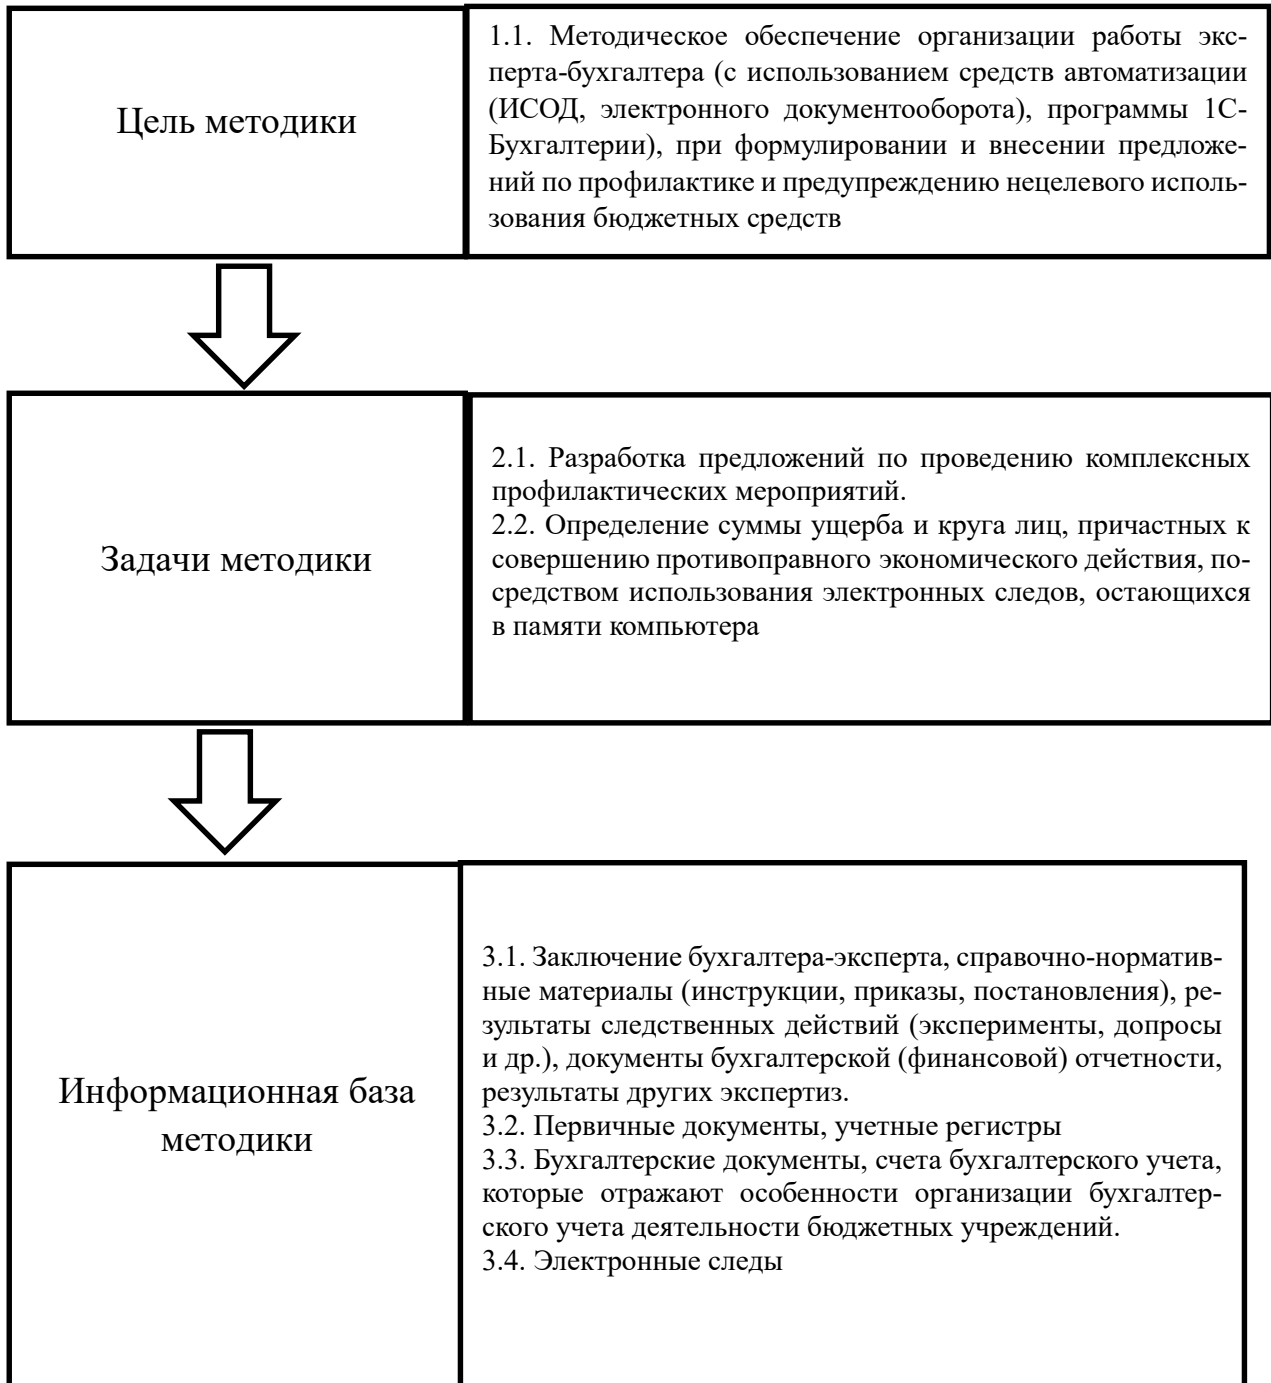 Цель методики
1.1. Методическое обеспечение организации работы экс-
перта-бухгалтера (с использованием средств автоматизации
(ИСОД, электронного документооборота), программы 1С-
Бухгалтерии), при формулировании и внесении предложе-
ний по профилактике и предупреждению нецелевого исполь-
зования бюджетных средств
Задачи методики
2.1. Разработка предложений по проведению комплексных
профилактических мероприятий.
2.2. Определение суммы ущерба и круга лиц, причастных к
совершению противоправного экономического действия, по-
средством использования электронных следов, остающихся
в памяти компьютера
Информационная база
методики
3.1. Заключение бухгалтера-эксперта, справочно-норматив-
ные материалы (инструкции, приказы, постановления), ре-
зультаты следственных действий (эксперименты, допросы
и др.), документы бухгалтерской (финансовой) отчетности,
результаты других экспертиз.
3.2. Первичные документы, учетные регистры
3.3. Бухгалтерские документы, счета бухгалтерского учета,
которые отражают особенности организации бухгалтер-
ского учета деятельности бюджетных учреждений.
3.4. Электронные следы